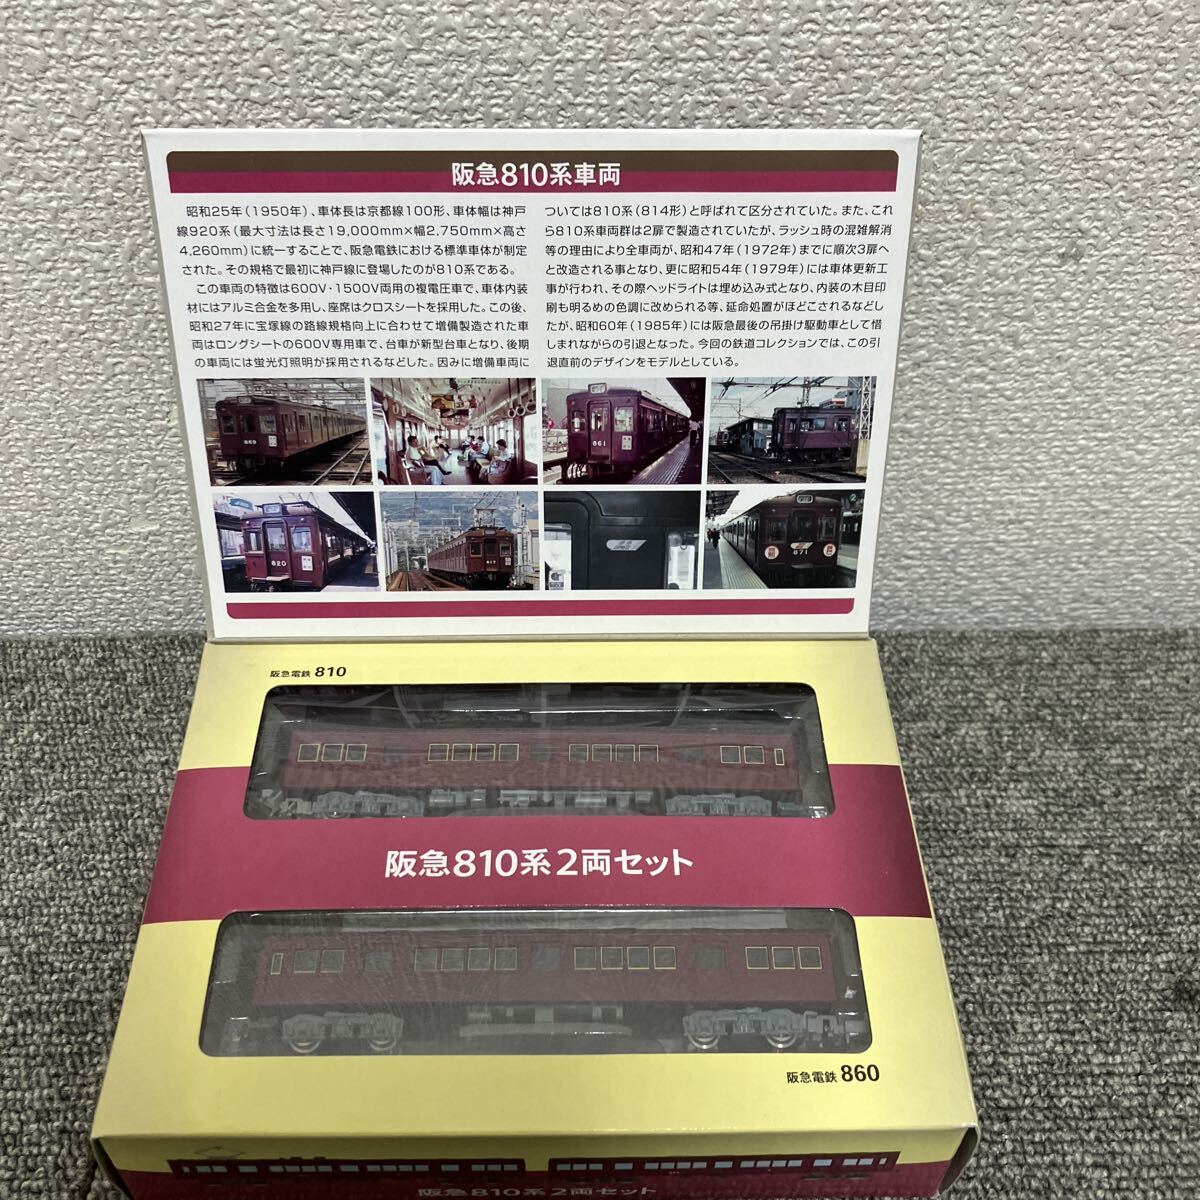 阪急810系車両
昭和25年(1950年)、車体長は京都線100形、車体幅は神戸
線920系(最大寸法は長さ19,000mm×幅2,750mm×高さ
4,260mm)に統一することで、阪急電鉄における標準車体が制定
された。その規格で最初に神戸線に登場したのが810系である。
この車両の特徴は600V・1500V両用の複電圧車で、車体内装
材にはアルミ合金を多用し、座席はクロスシートを採用した。この後、
昭和27年に宝塚線の路線規格向上に合わせて増備製造された車
両はロングシートの600V専用車で、台車が新型台車となり、後期
の車両には蛍光灯照明が採用されるなどした。因みに増備車両に
ついては810系(814形)と呼ばれて区分されていた。また、これ
ら810系車両群は2扉で製造されていたが、ラッシュ時の混雑解消
等の理由により全車両が、昭和47年(1972年)までに順次3扉へ
と改造される事となり、更に昭和54年(1979年)には車体更新工
事が行われ、その際ヘッドライトは埋め込み式となり、内装の木目印
刷も明るめの色調に改められる等、延命処置がほどこされるなどし
たが、昭和60年(1985年)には阪急最後の吊掛け駆動車として惜
しまれながらの引退となった。今回の鉄道コレクションでは、この引
退直前のデザインをモデルとしている。
869
861
820
817
871
阪急電鉄 810
阪急810系2両セット
阪急電鉄 860
阪急810系2両セット